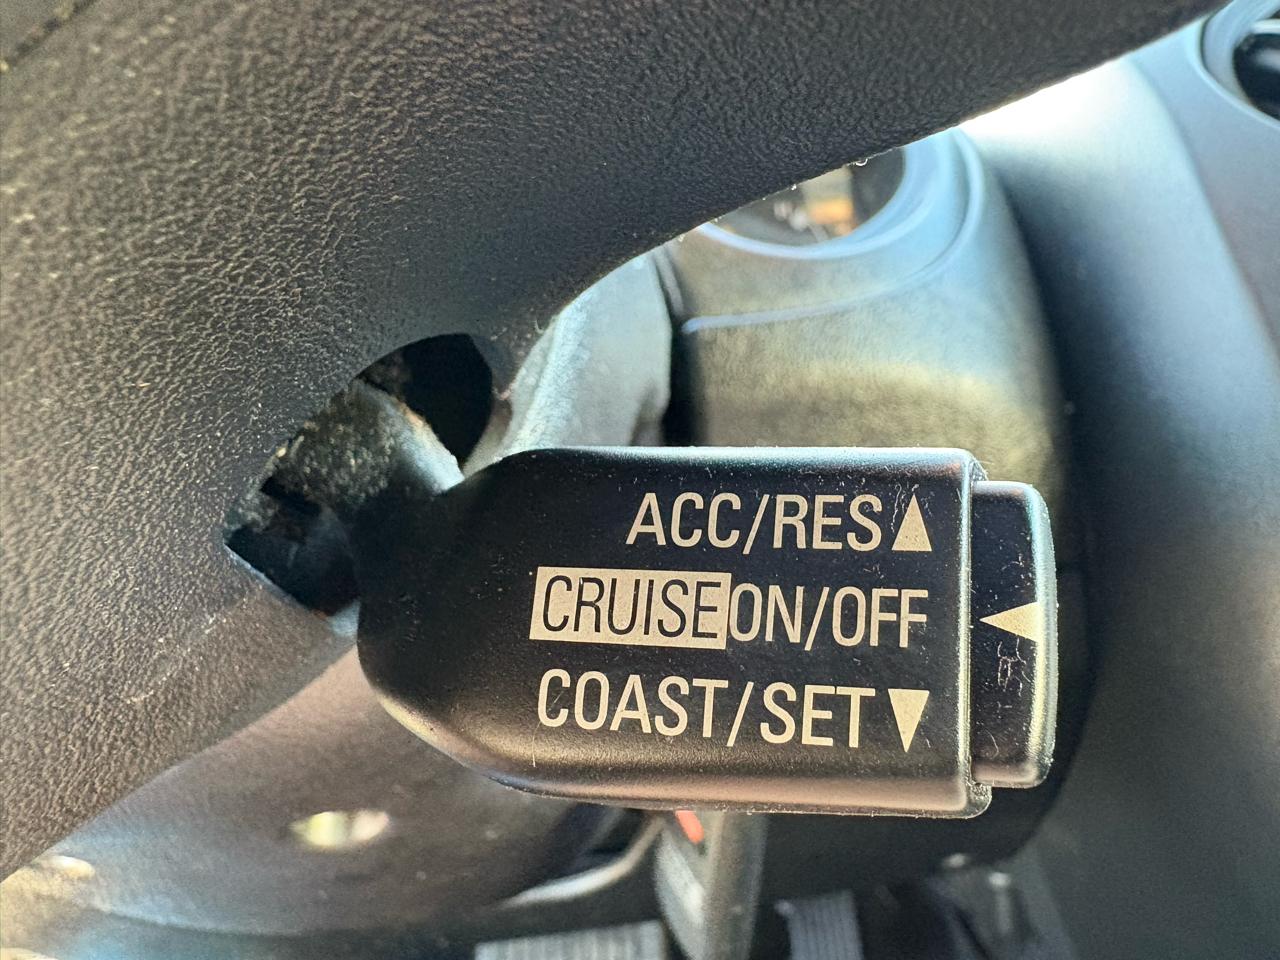 ACC/RES▲
CRUISE ON/OFF
COAST/SET▼